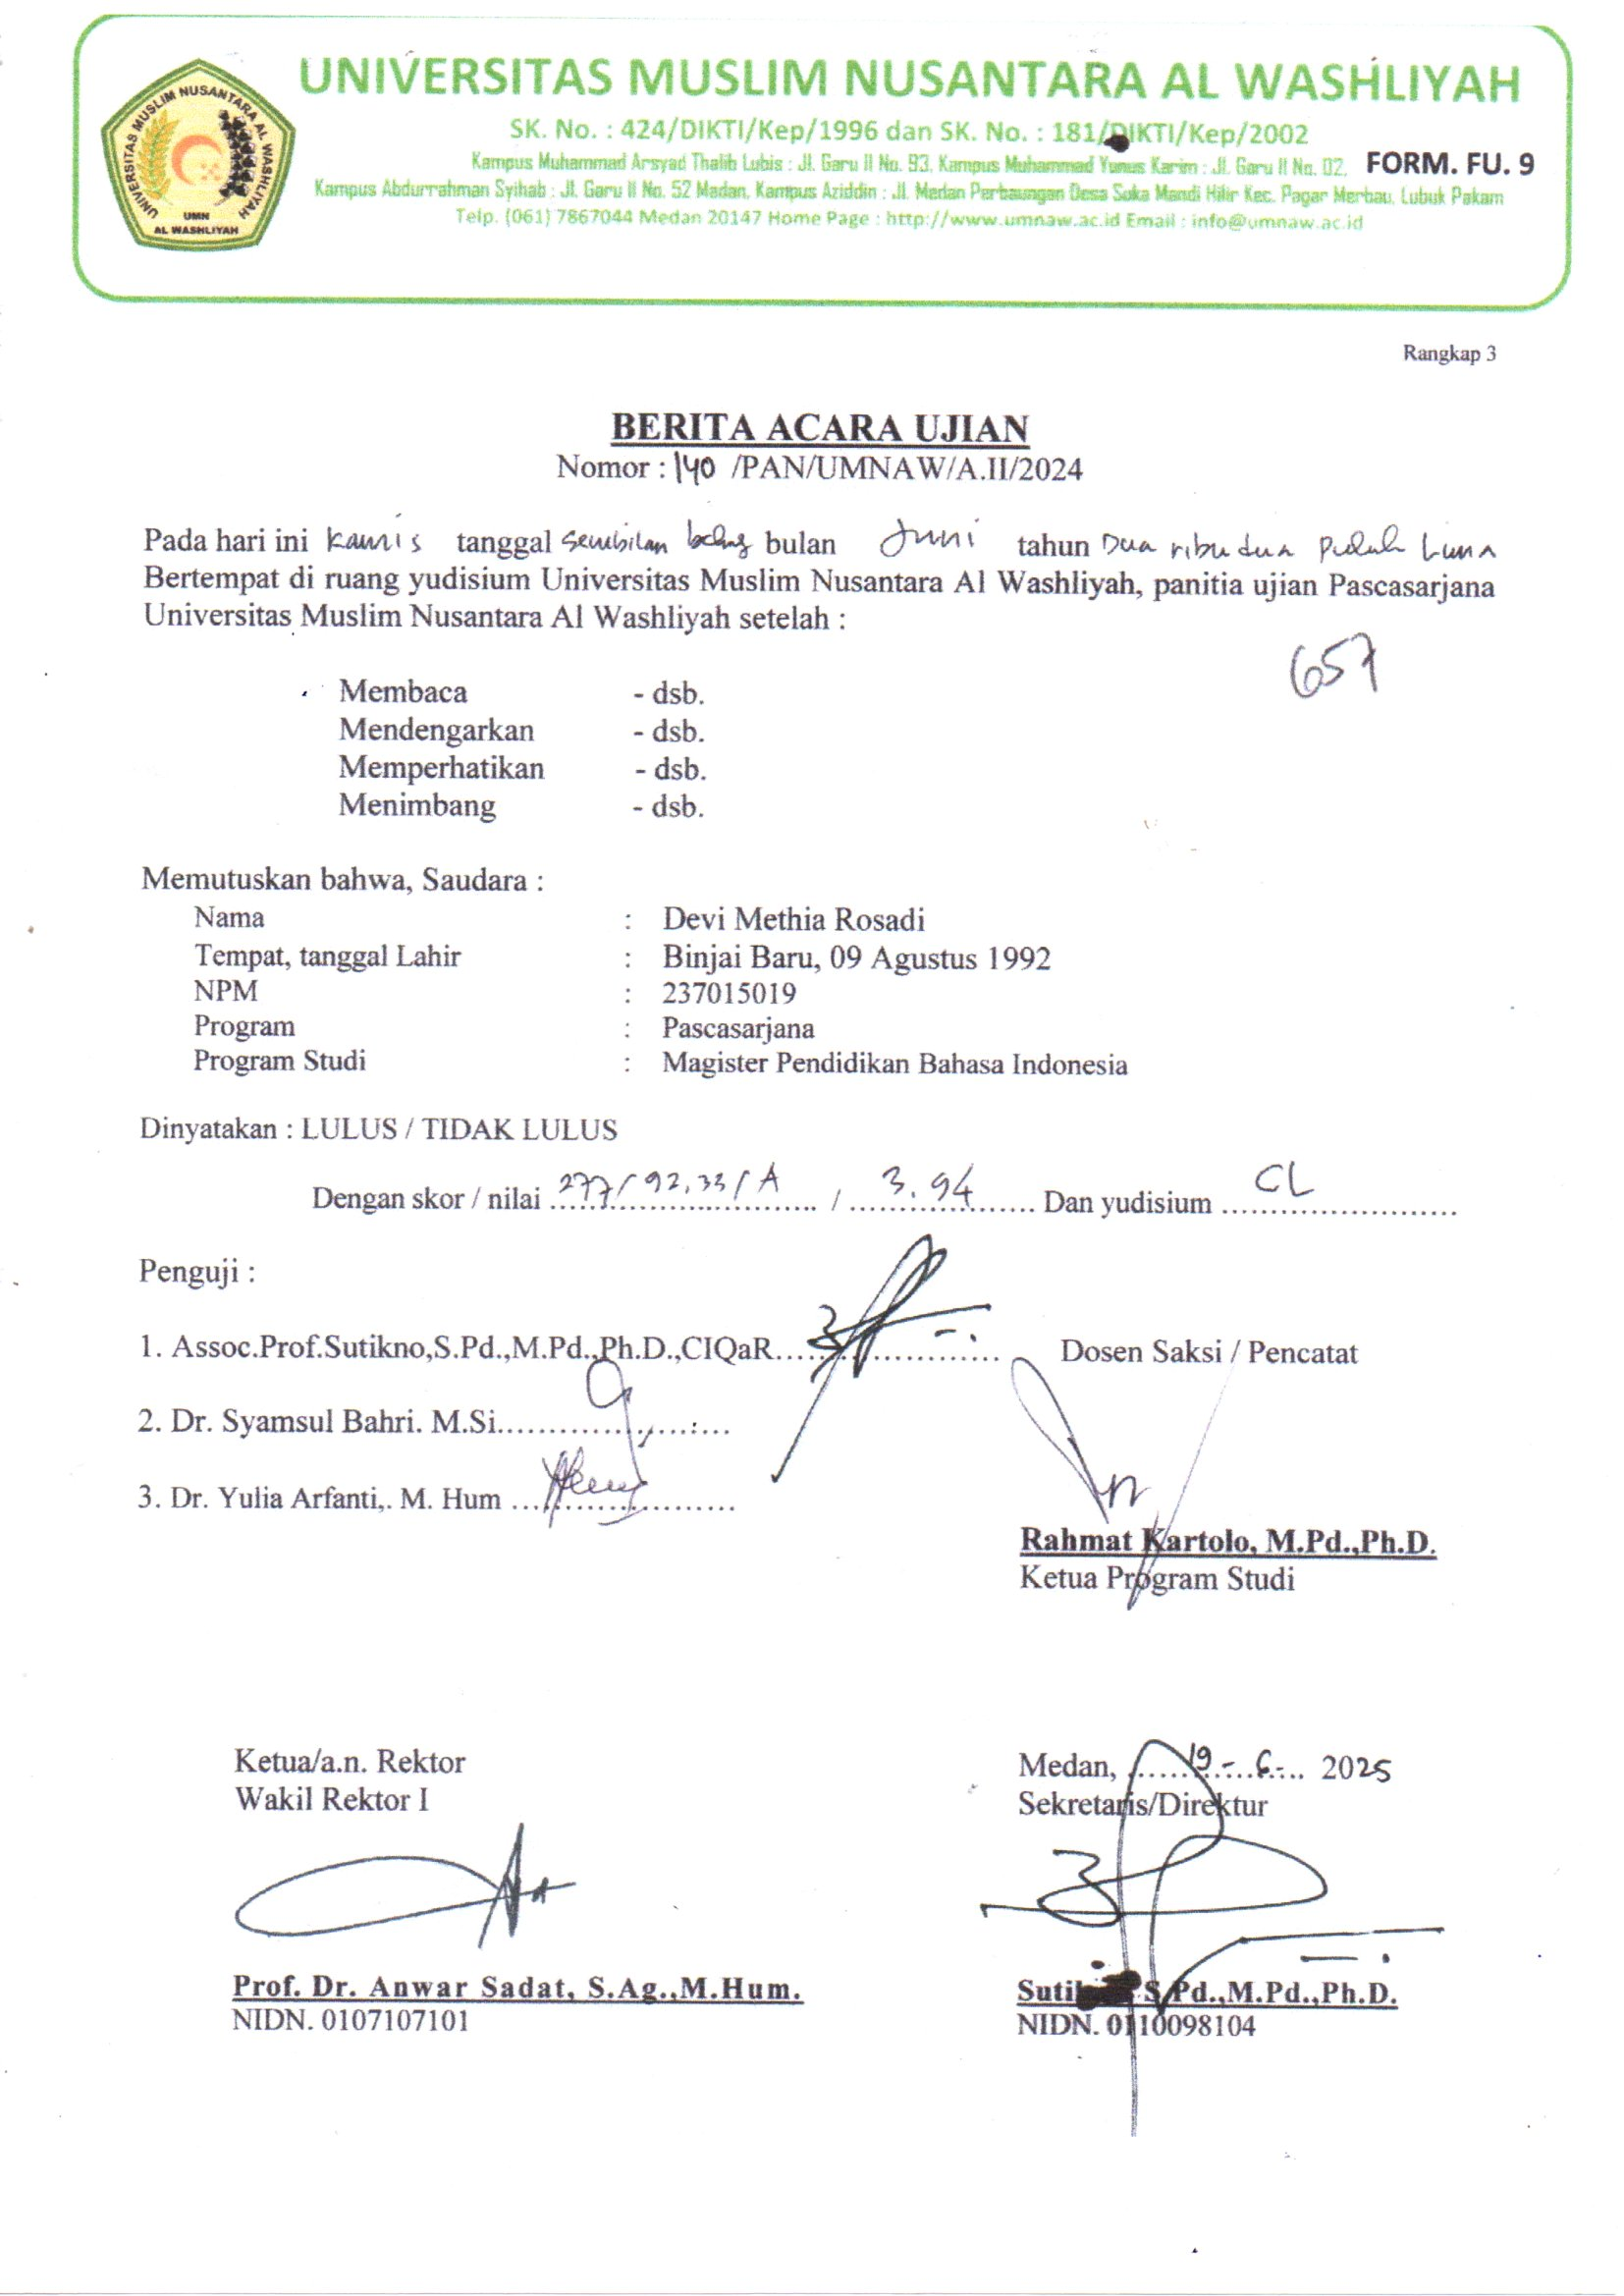 UNIVERSITAS MUSLIM NUSANTARA AL WASHLIYAH
UNIVERSITAS MUSLIM NUSANTARA AL WASHLIYAH
UMN
AL WASHLIYAH
SK. No. : 424/DIKTI/Kep/1996 dan SK. No. : 181/DIKTI/Kep/2002
Kampus Muhammad Arsyad Thalib Lubis : Jl. Garu II No. 93, Kampus Muhammad Yunus Karim : Jl. Garu II No. 02, FORM. FU. 9
Kampus Abdurrahman Syihab : Jl. Garu II No. 52 Medan, Kampus Aziddin : Jl. Medan Perbaungan Desa Suka Mandi Hilir Kec. Pagar Merbau, Lubuk Pakam
Telp. (061) 7867044 Medan 20147 Home Page : http://www.umnaw.ac.id Email : info@umnaw.ac.id
Rangkap 3
BERITA ACARA UJIAN
Nomor : 140 /PAN/UMNAW/A.II/2024
Pada hari ini kamis tanggal sembilan belas bulan Juni tahun Dua ribu dua puluh Lima
Bertempat di ruang yudisium Universitas Muslim Nusantara Al Washliyah, panitia ujian Pascasarjana
Universitas Muslim Nusantara Al Washliyah setelah :
657
Membaca - dsb.
Mendengarkan - dsb.
Memperhatikan - dsb.
Menimbang - dsb.
Memutuskan bahwa, Saudara :
Nama : Devi Methia Rosadi
Tempat, tanggal Lahir : Binjai Baru, 09 Agustus 1992
NPM : 237015019
Program : Pascasarjana
Program Studi : Magister Pendidikan Bahasa Indonesia
Dinyatakan : LULUS / TIDAK LULUS
Dengan skor / nilai 277/92,33/A / 3.94 Dan yudisium CL
Penguji :
1. Assoc.Prof.Sutikno,S.Pd.,M.Pd.,Ph.D.,CIQaR........................ Dosen Saksi / Pencatat
2. Dr. Syamsul Bahri. M.Si........................
3. Dr. Yulia Arfanti,. M. Hum ........................
Rahmat Kartolo, M.Pd.,Ph.D.
Ketua Program Studi
Ketua/a.n. Rektor
Wakil Rektor I
Medan, 19-6- 2025
Sekretaris/Direktur
Prof. Dr. Anwar Sadat, S.Ag.,M.Hum.
NIDN. 0107107101
S.Pd.,M.Pd.,Ph.D.
NIDN. 0110098104